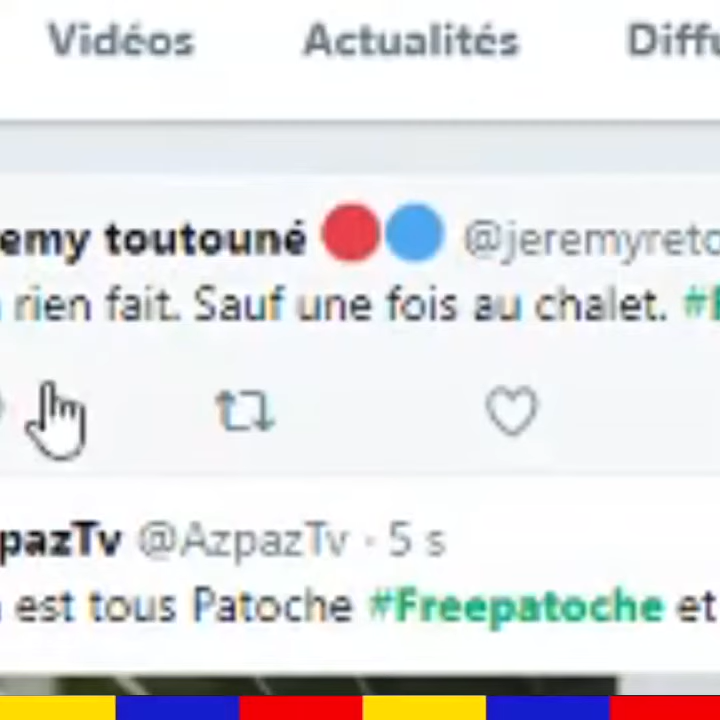 Vidéos Actualités Diffu
emy toutouné @jeremyreto
rien fait. Sauf une fois au chalet. #
pazTv @AzpazTv · 5 s
est tous Patoche #Freepatoche et